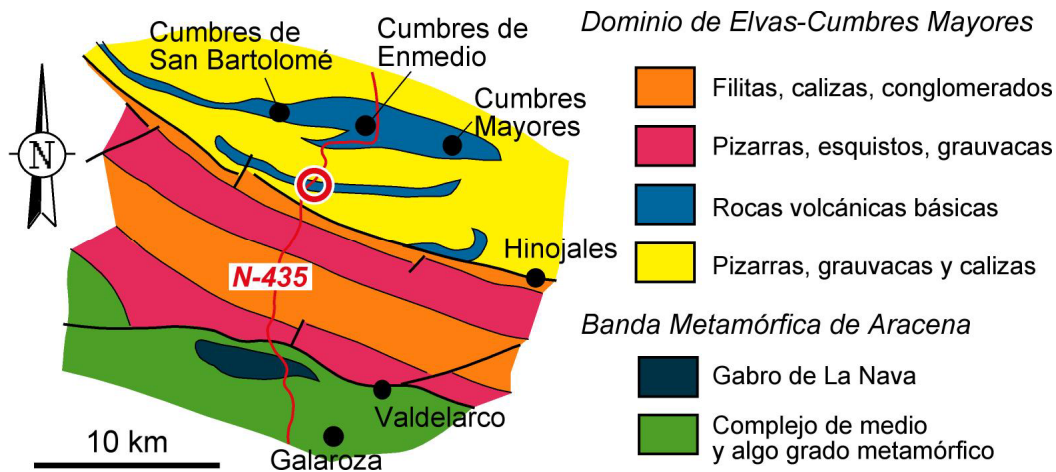 Cumbres de
San Bartolomé
Cumbres de
Enmedio
Cumbres
Mayores
N
Hinojales
N-435
Valdelarco
Galaroza
10 km
Dominio de Elvas-Cumbres Mayores
Filitas, calizas, conglomerados
Pizarras, esquistos, grauvacas
Rocas volcánicas básicas
Pizarras, grauvacas y calizas
Banda Metamórfica de Aracena
Gabro de La Nava
Complejo de medio
y algo grado metamórfico